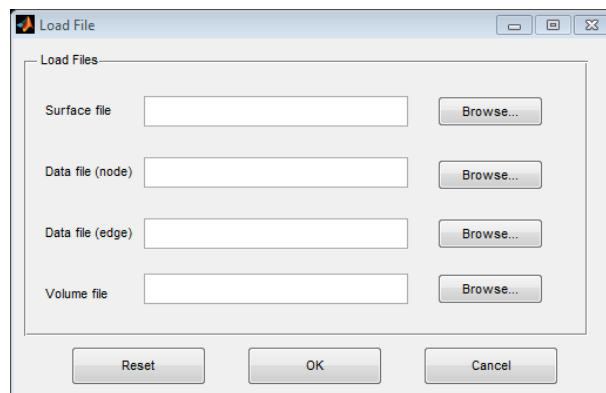 Load File
Load Files
Surface file
Browse...
Data file (node)
Browse...
Data file (edge)
Browse...
Volume file
Browse...
Reset
OK
Cancel